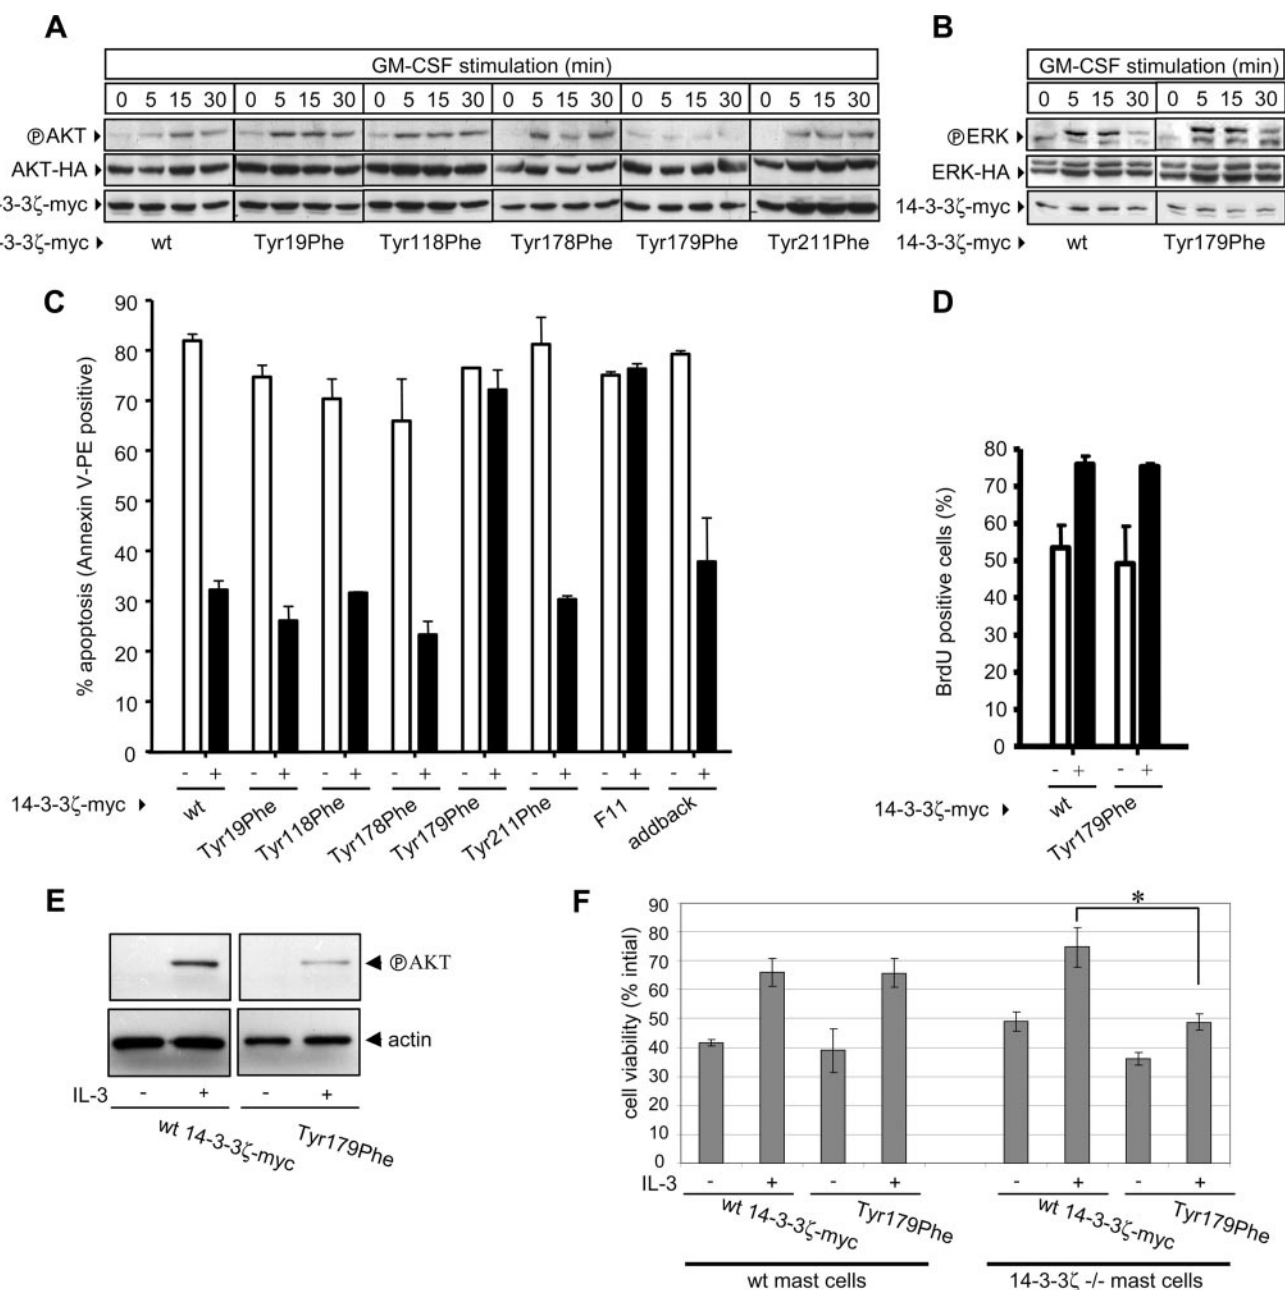 A
GM-CSF stimulation (min)
0 5 15 30 0 5 15 30 0 5 15 30 0 5 15 30 0 5 15 30 0 5 15 30
ⓅAKT
AKT-HA
-3-3ζ-myc
-3-3ζ-myc
wt Tyr19Phe Tyr118Phe Tyr178Phe Tyr179Phe Tyr211Phe
B
GM-CSF stimulation (min)
0 5 15 30 0 5 15 30
ⓅERK
ERK-HA
14-3-3ζ-myc
14-3-3ζ-myc
wt Tyr179Phe
C
% apoptosis (Annexin V-PE positive)
90
80
70
60
50
40
30
20
10
0
- + - + - + - + - + - + - + - +
14-3-3ζ-myc
wt Tyr19Phe Tyr118Phe Tyr178Phe Tyr179Phe Tyr211Phe F11 addback
D
BrdU positive cells (%)
80
70
60
50
40
30
20
10
0
- + - +
14-3-3ζ-myc
wt Tyr179Phe
E
ⓅAKT
actin
IL-3 - + - +
wt 14-3-3ζ-myc Tyr179Phe
F
cell viability (% intial)
90
80
70
60
50
40
30
20
10
0
*
IL-3 - + - + - + - +
wt 14-3-3ζ-myc Tyr179Phe wt 14-3-3ζ-myc Tyr179Phe
wt mast cells 14-3-3ζ -/- mast cells